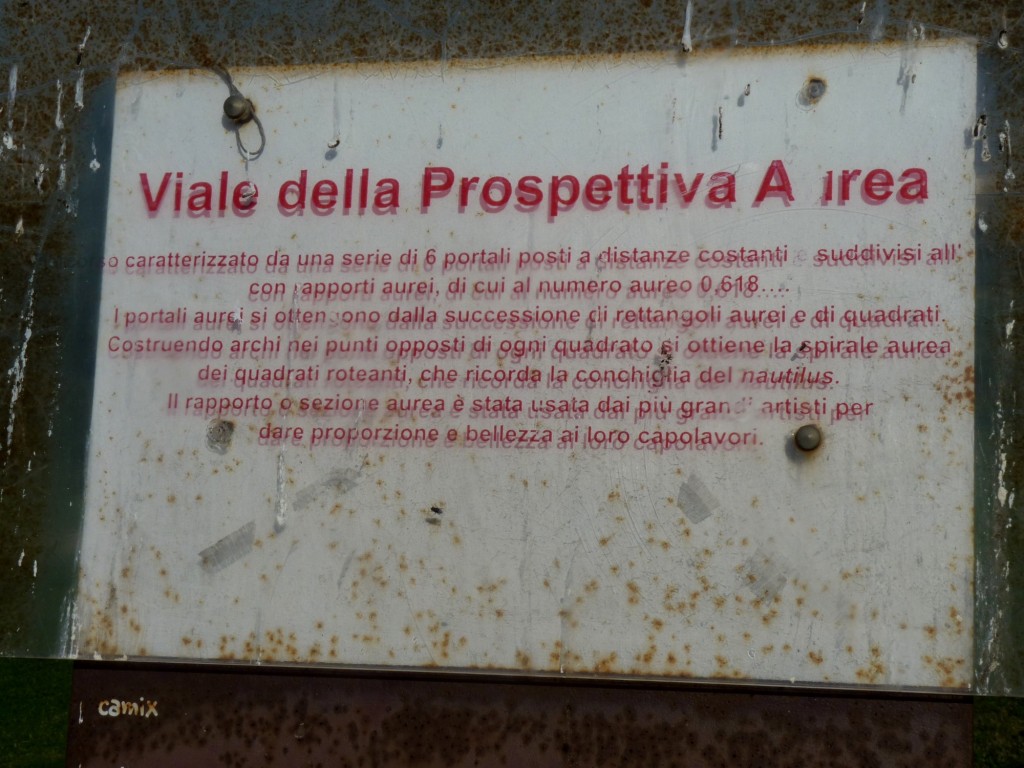 Viale della Prospettiva Aurea
so caratterizzato da una serie di 6 portali posti a distanze costanti e suddivisi all'
con rapporti aurei, di cui al numero aureo 0,618....
I portali aurei si ottengono dalla successione di rettangoli aurei e di quadrati.
Costruendo archi nei punti opposti di ogni quadrato si ottiene la spirale aurea
dei quadrati roteanti, che ricorda la conchiglia del nautilus.
Il rapporto o sezione aurea è stata usata dai più grandi artisti per
dare proporzione e bellezza ai loro capolavori.
camix